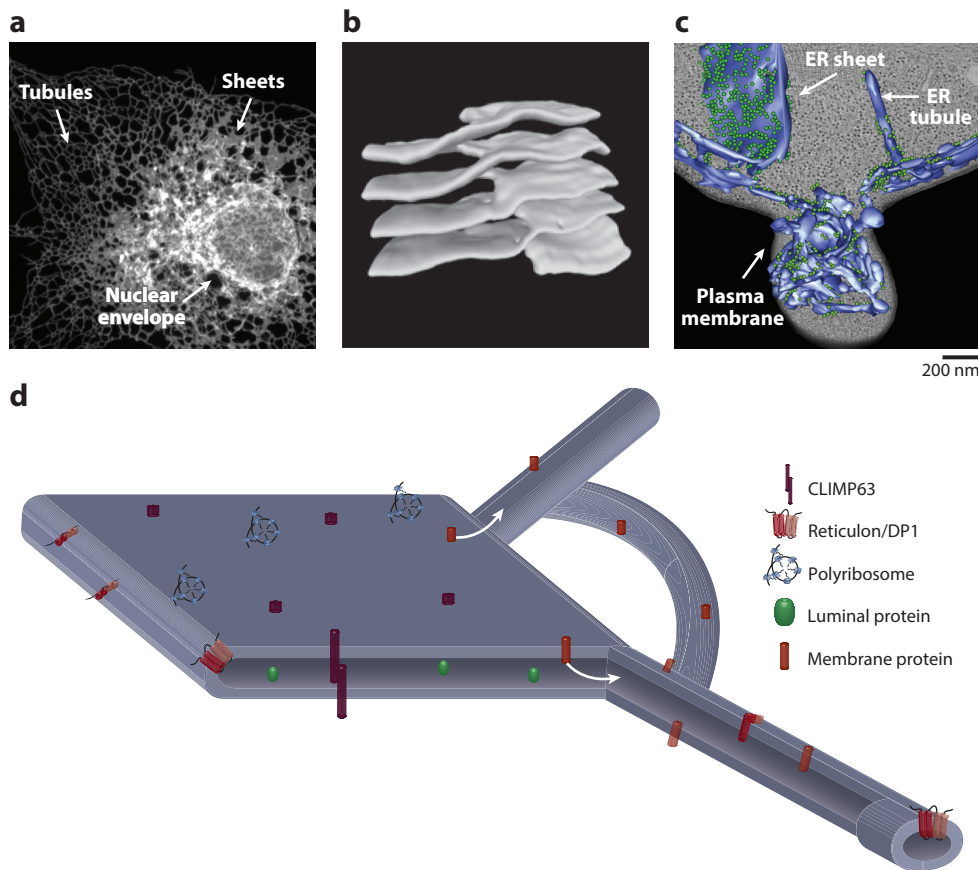 a
Tubules
Sheets
Nuclear
envelope
b
c
ER sheet
ER
tubule
Plasma
membrane
200 nm
d
CLIMP63
Reticulon/DP1
Polyribosome
Luminal protein
Membrane protein